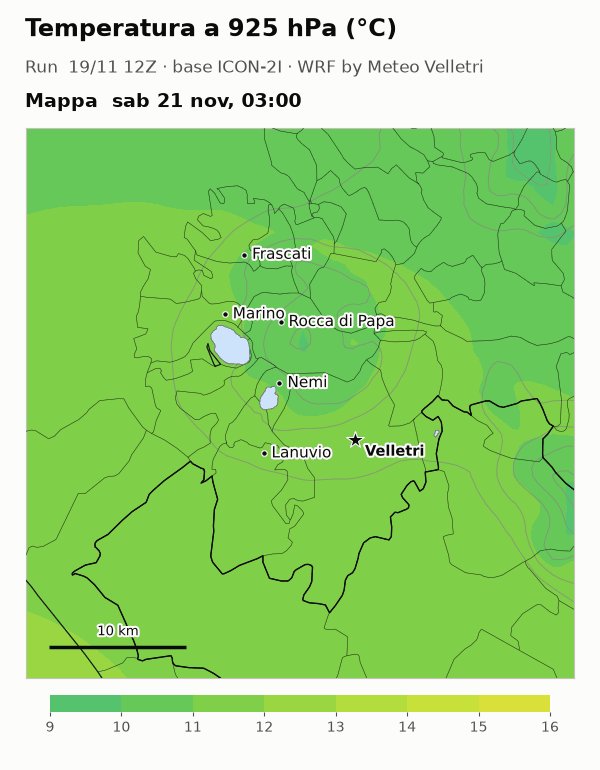 Temperatura a 925 hPa (°C)
Run 19/11 12Z · base ICON-2I · WRF by Meteo Velletri
Mappa sab 21 nov, 03:00
Frascati
Marino
Rocca di Papa
Nemi
Velletri
Lanuvio
10 km
9 10 11 12 13 14 15 16